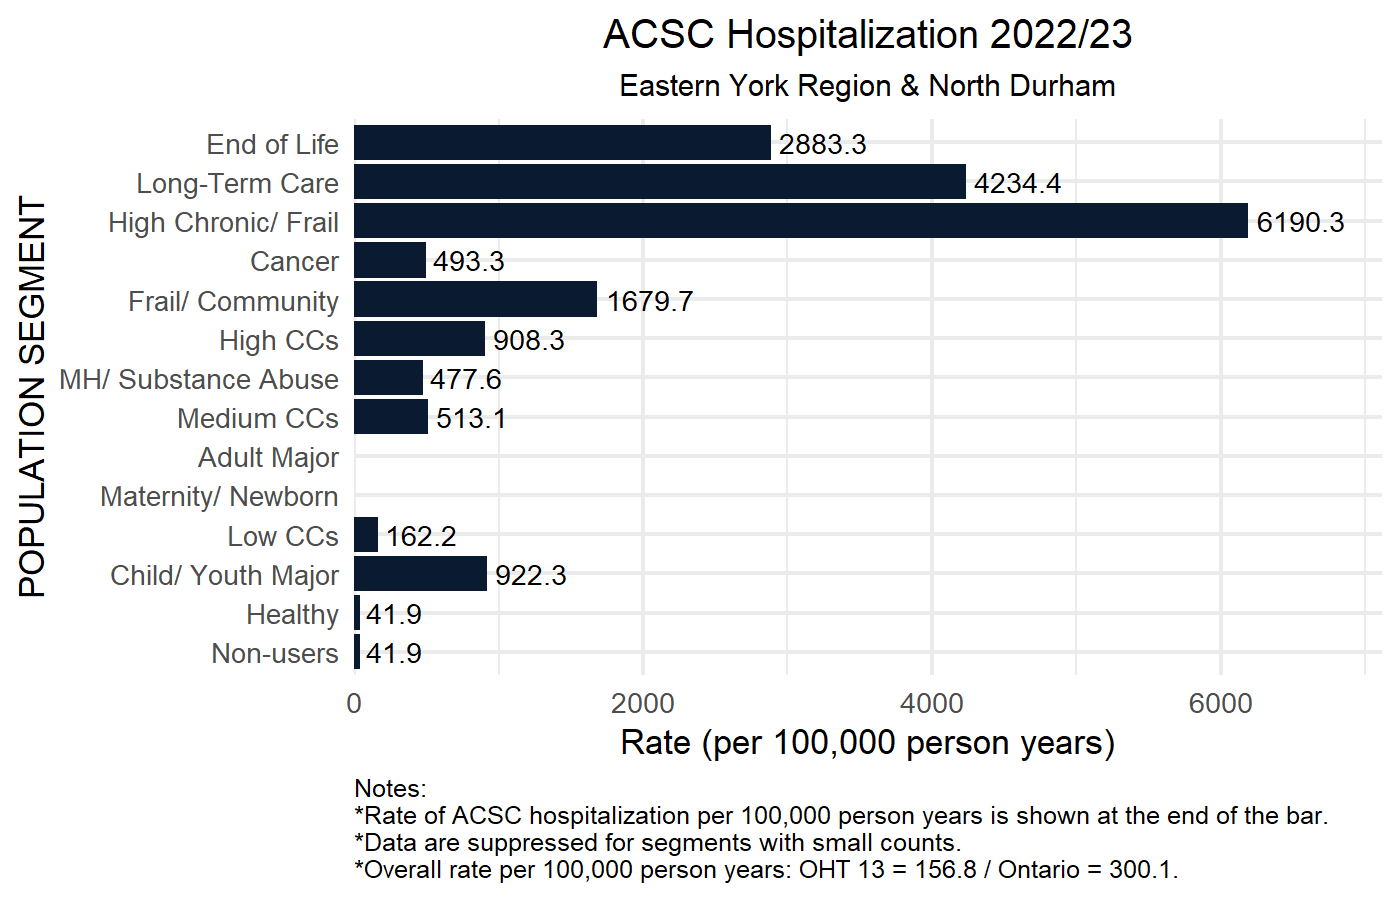 ACSC Hospitalization 2022/23
Eastern York Region & North Durham
POPULATION SEGMENT
End of Life 2883.3
Long-Term Care 4234.4
High Chronic/ Frail 6190.3
Cancer 493.3
Frail/ Community 1679.7
High CCs 908.3
MH/ Substance Abuse 477.6
Medium CCs 513.1
Adult Major
Maternity/ Newborn
Low CCs 162.2
Child/ Youth Major 922.3
Healthy 41.9
Non-users 41.9
0 2000 4000 6000
Rate (per 100,000 person years)
Notes:
*Rate of ACSC hospitalization per 100,000 person years is shown at the end of the bar.
*Data are suppressed for segments with small counts.
*Overall rate per 100,000 person years: OHT 13 = 156.8 / Ontario = 300.1.